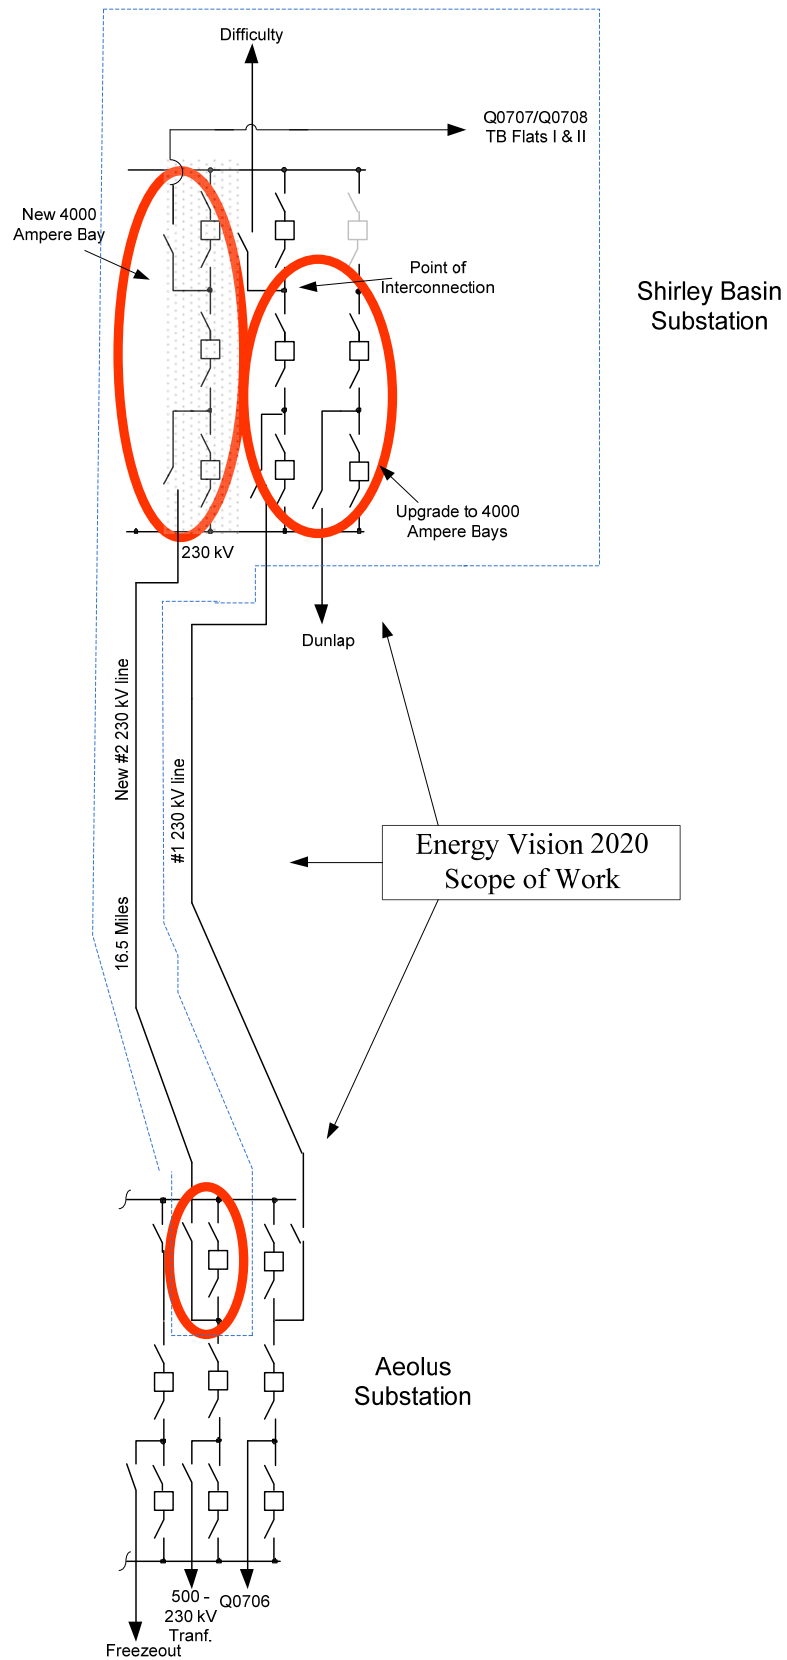 Difficulty
Q0707/Q0708
TB Flats I & II
New 4000
Ampere Bay
Point of
Interconnection
Shirley Basin
Substation
Upgrade to 4000
Ampere Bays
230 kV
Dunlap
New #2 230 kV line
#1 230 kV line
Energy Vision 2020
Scope of Work
16.5 Miles
Aeolus
Substation
500 -
230 kV
Tranf.
Q0706
Freezeout